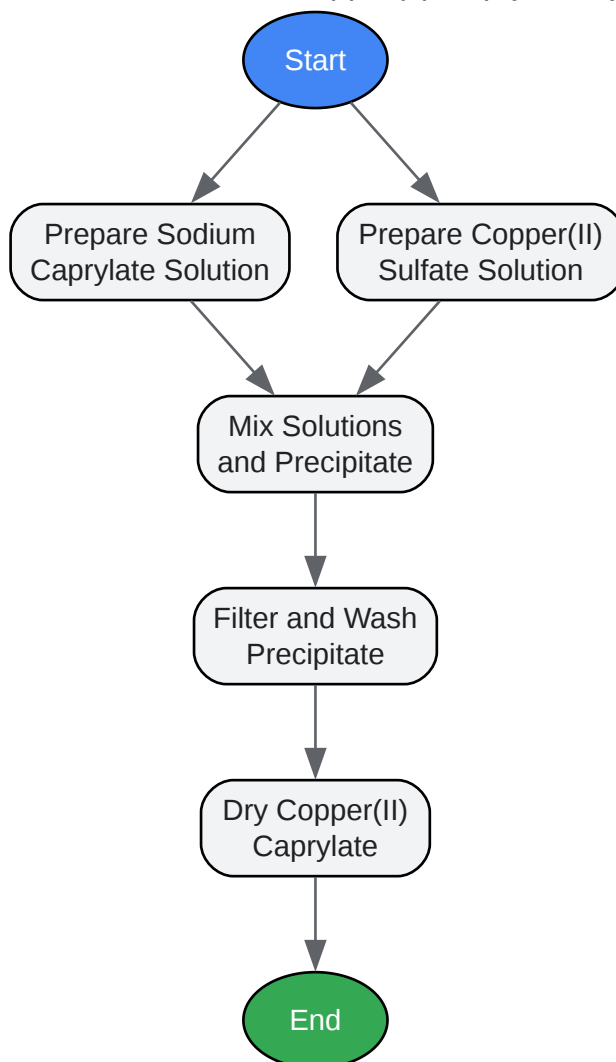 Start
Prepare Sodium
Caprylate Solution
Prepare Copper(II)
Sulfate Solution
Mix Solutions
and Precipitate
Filter and Wash
Precipitate
Dry Copper(II)
Caprylate
End